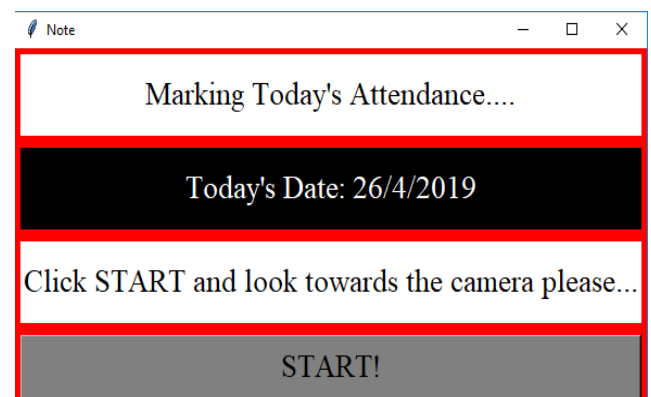 Note
Marking Today's Attendance....
Today's Date: 26/4/2019
Click START and look towards the camera please...
START!